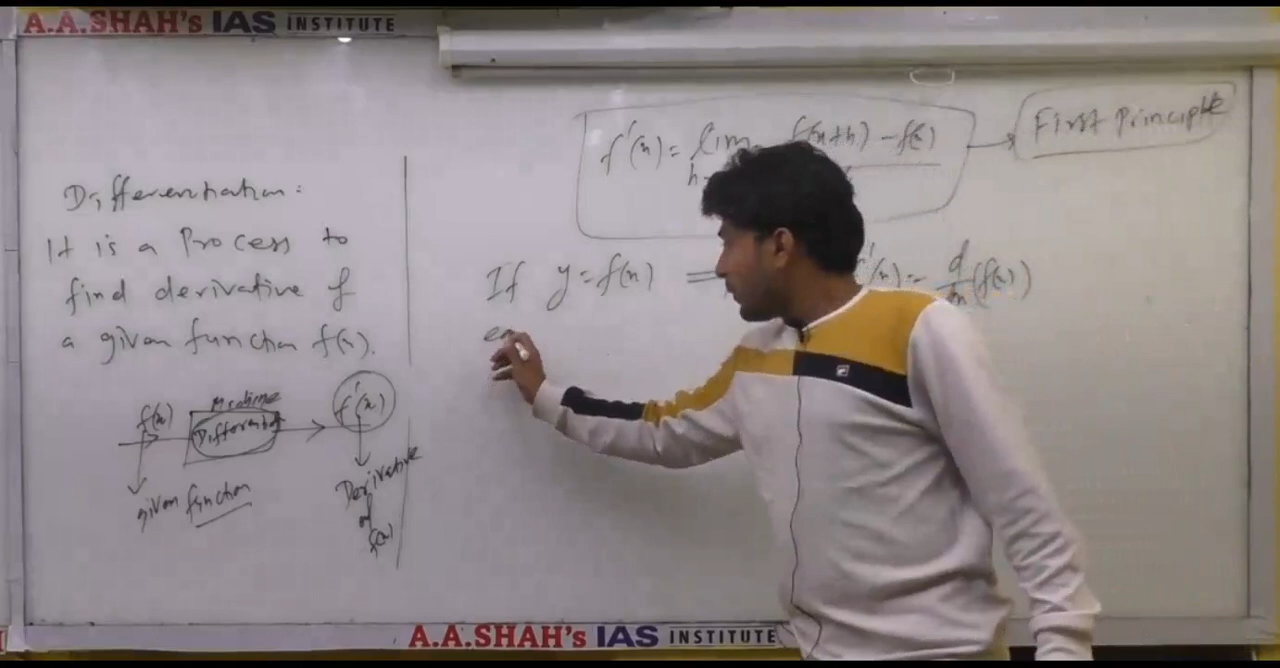 A.A.SHAH's IAS INSTITUTE
Differentiation:
It is a Process to
find derivative of
a given function f(x).
f(x)
Machine
f'(x)
given function
Derivative
of
f(x)
f'(x) = lim f(x+h) - f(x)
h
First Principle
If y = f(x) =
'(x) = d/dx (f(x))
A.A.SHAH's IAS INSTITUTE